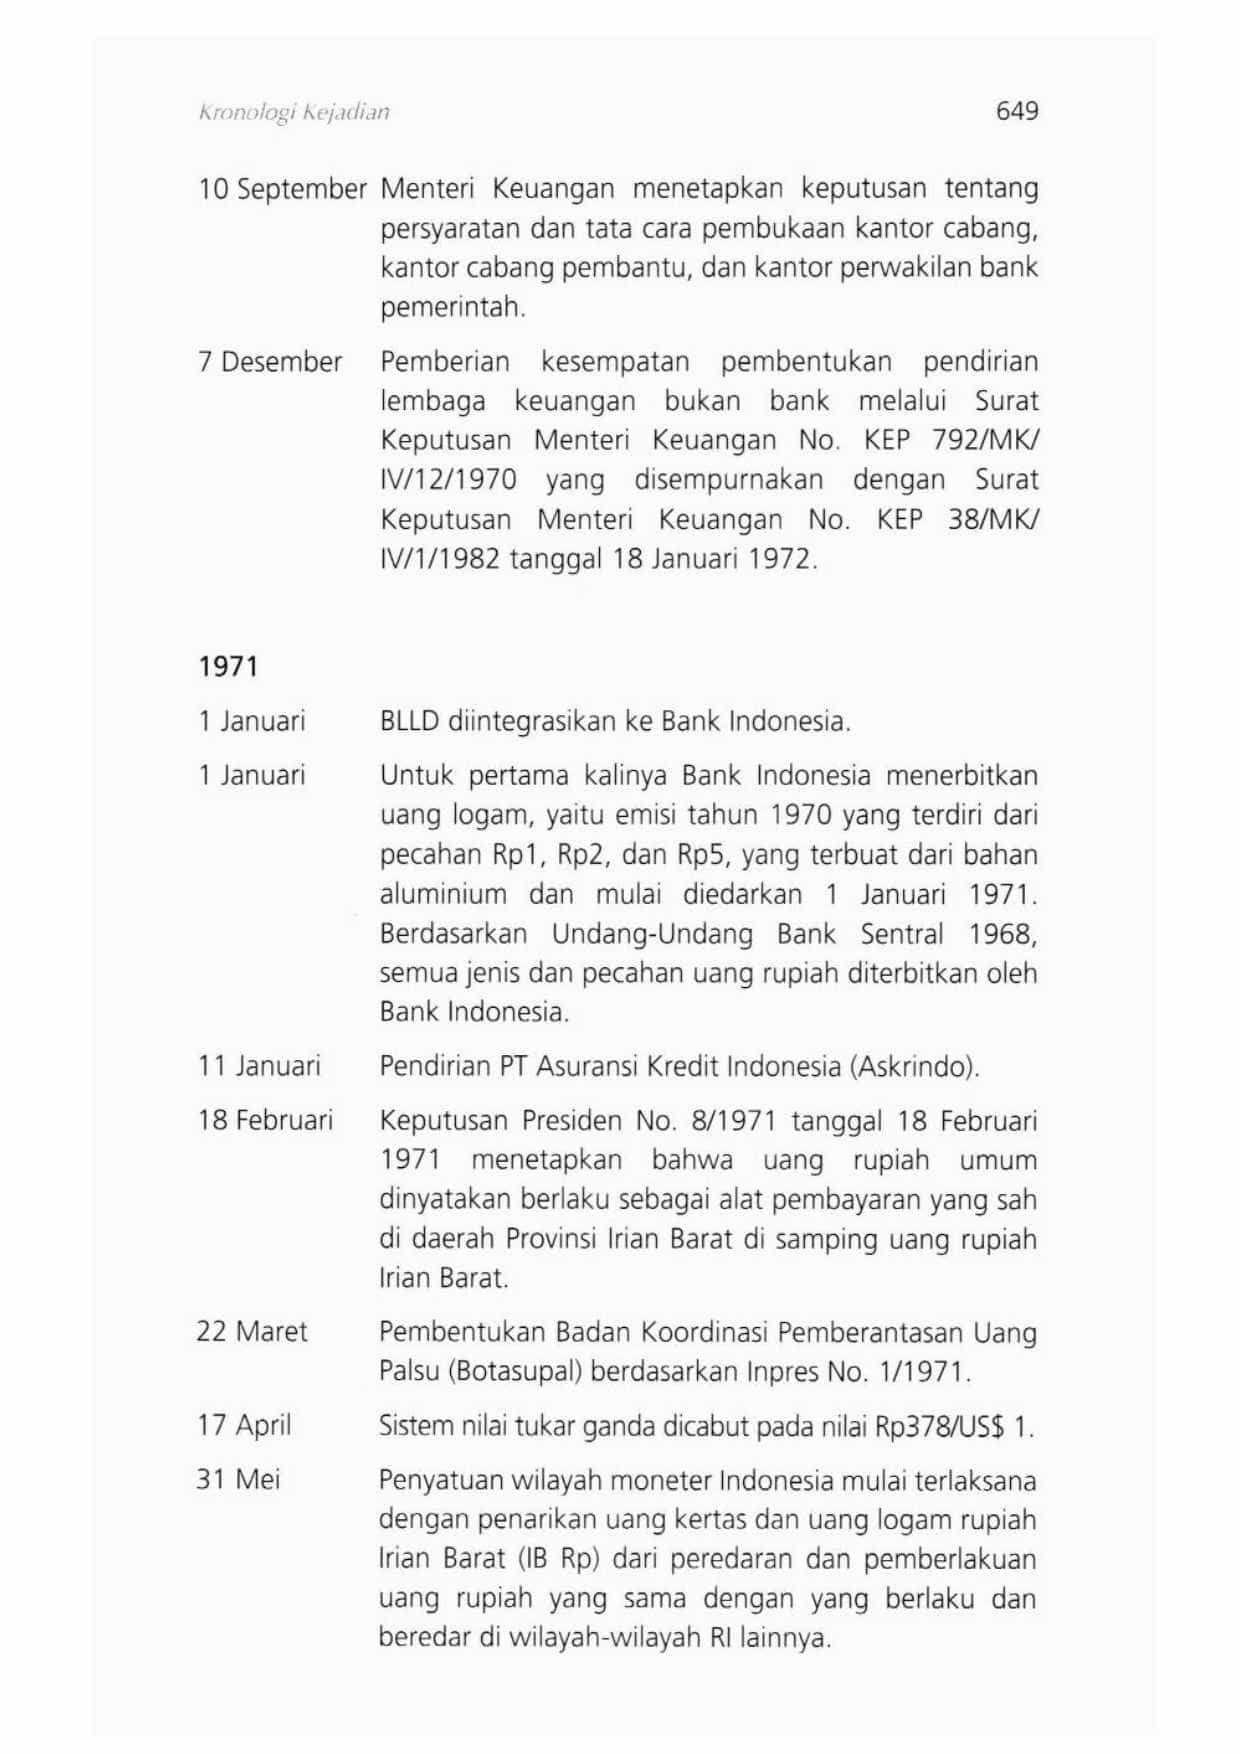 Kronologi Kejadian 649
10 September Menteri Keuangan menetapkan keputusan tentang
persyaratan dan tata cara pembukaan kantor cabang,
kantor cabang pembantu, dan kantor perwakilan bank
pemerintah.
7 Desember Pemberian kesempatan pembentukan pendirian
lembaga keuangan bukan bank melalui Surat
Keputusan Menteri Keuangan No. KEP 792/MK/
IV/12/1970 yang disempurnakan dengan Surat
Keputusan Menteri Keuangan No. KEP 38/MK/
IV/1/1982 tanggal 18 Januari 1972.
1971
1 Januari BLLD diintegrasikan ke Bank Indonesia.
1 Januari Untuk pertama kalinya Bank Indonesia menerbitkan
uang logam, yaitu emisi tahun 1970 yang terdiri dari
pecahan Rp1, Rp2, dan Rp5, yang terbuat dari bahan
aluminium dan mulai diedarkan 1 Januari 1971.
Berdasarkan Undang-Undang Bank Sentral 1968,
semua jenis dan pecahan uang rupiah diterbitkan oleh
Bank Indonesia.
11 Januari Pendirian PT Asuransi Kredit Indonesia (Askrindo).
18 Februari Keputusan Presiden No. 8/1971 tanggal 18 Februari
1971 menetapkan bahwa uang rupiah umum
dinyatakan berlaku sebagai alat pembayaran yang sah
di daerah Provinsi Irian Barat di samping uang rupiah
Irian Barat.
22 Maret Pembentukan Badan Koordinasi Pemberantasan Uang
Palsu (Botasupal) berdasarkan Inpres No. 1/1971.
17 April Sistem nilai tukar ganda dicabut pada nilai Rp378/US$ 1.
31 Mei Penyatuan wilayah moneter Indonesia mulai terlaksana
dengan penarikan uang kertas dan uang logam rupiah
Irian Barat (IB Rp) dari peredaran dan pemberlakuan
uang rupiah yang sama dengan yang berlaku dan
beredar di wilayah-wilayah RI lainnya.